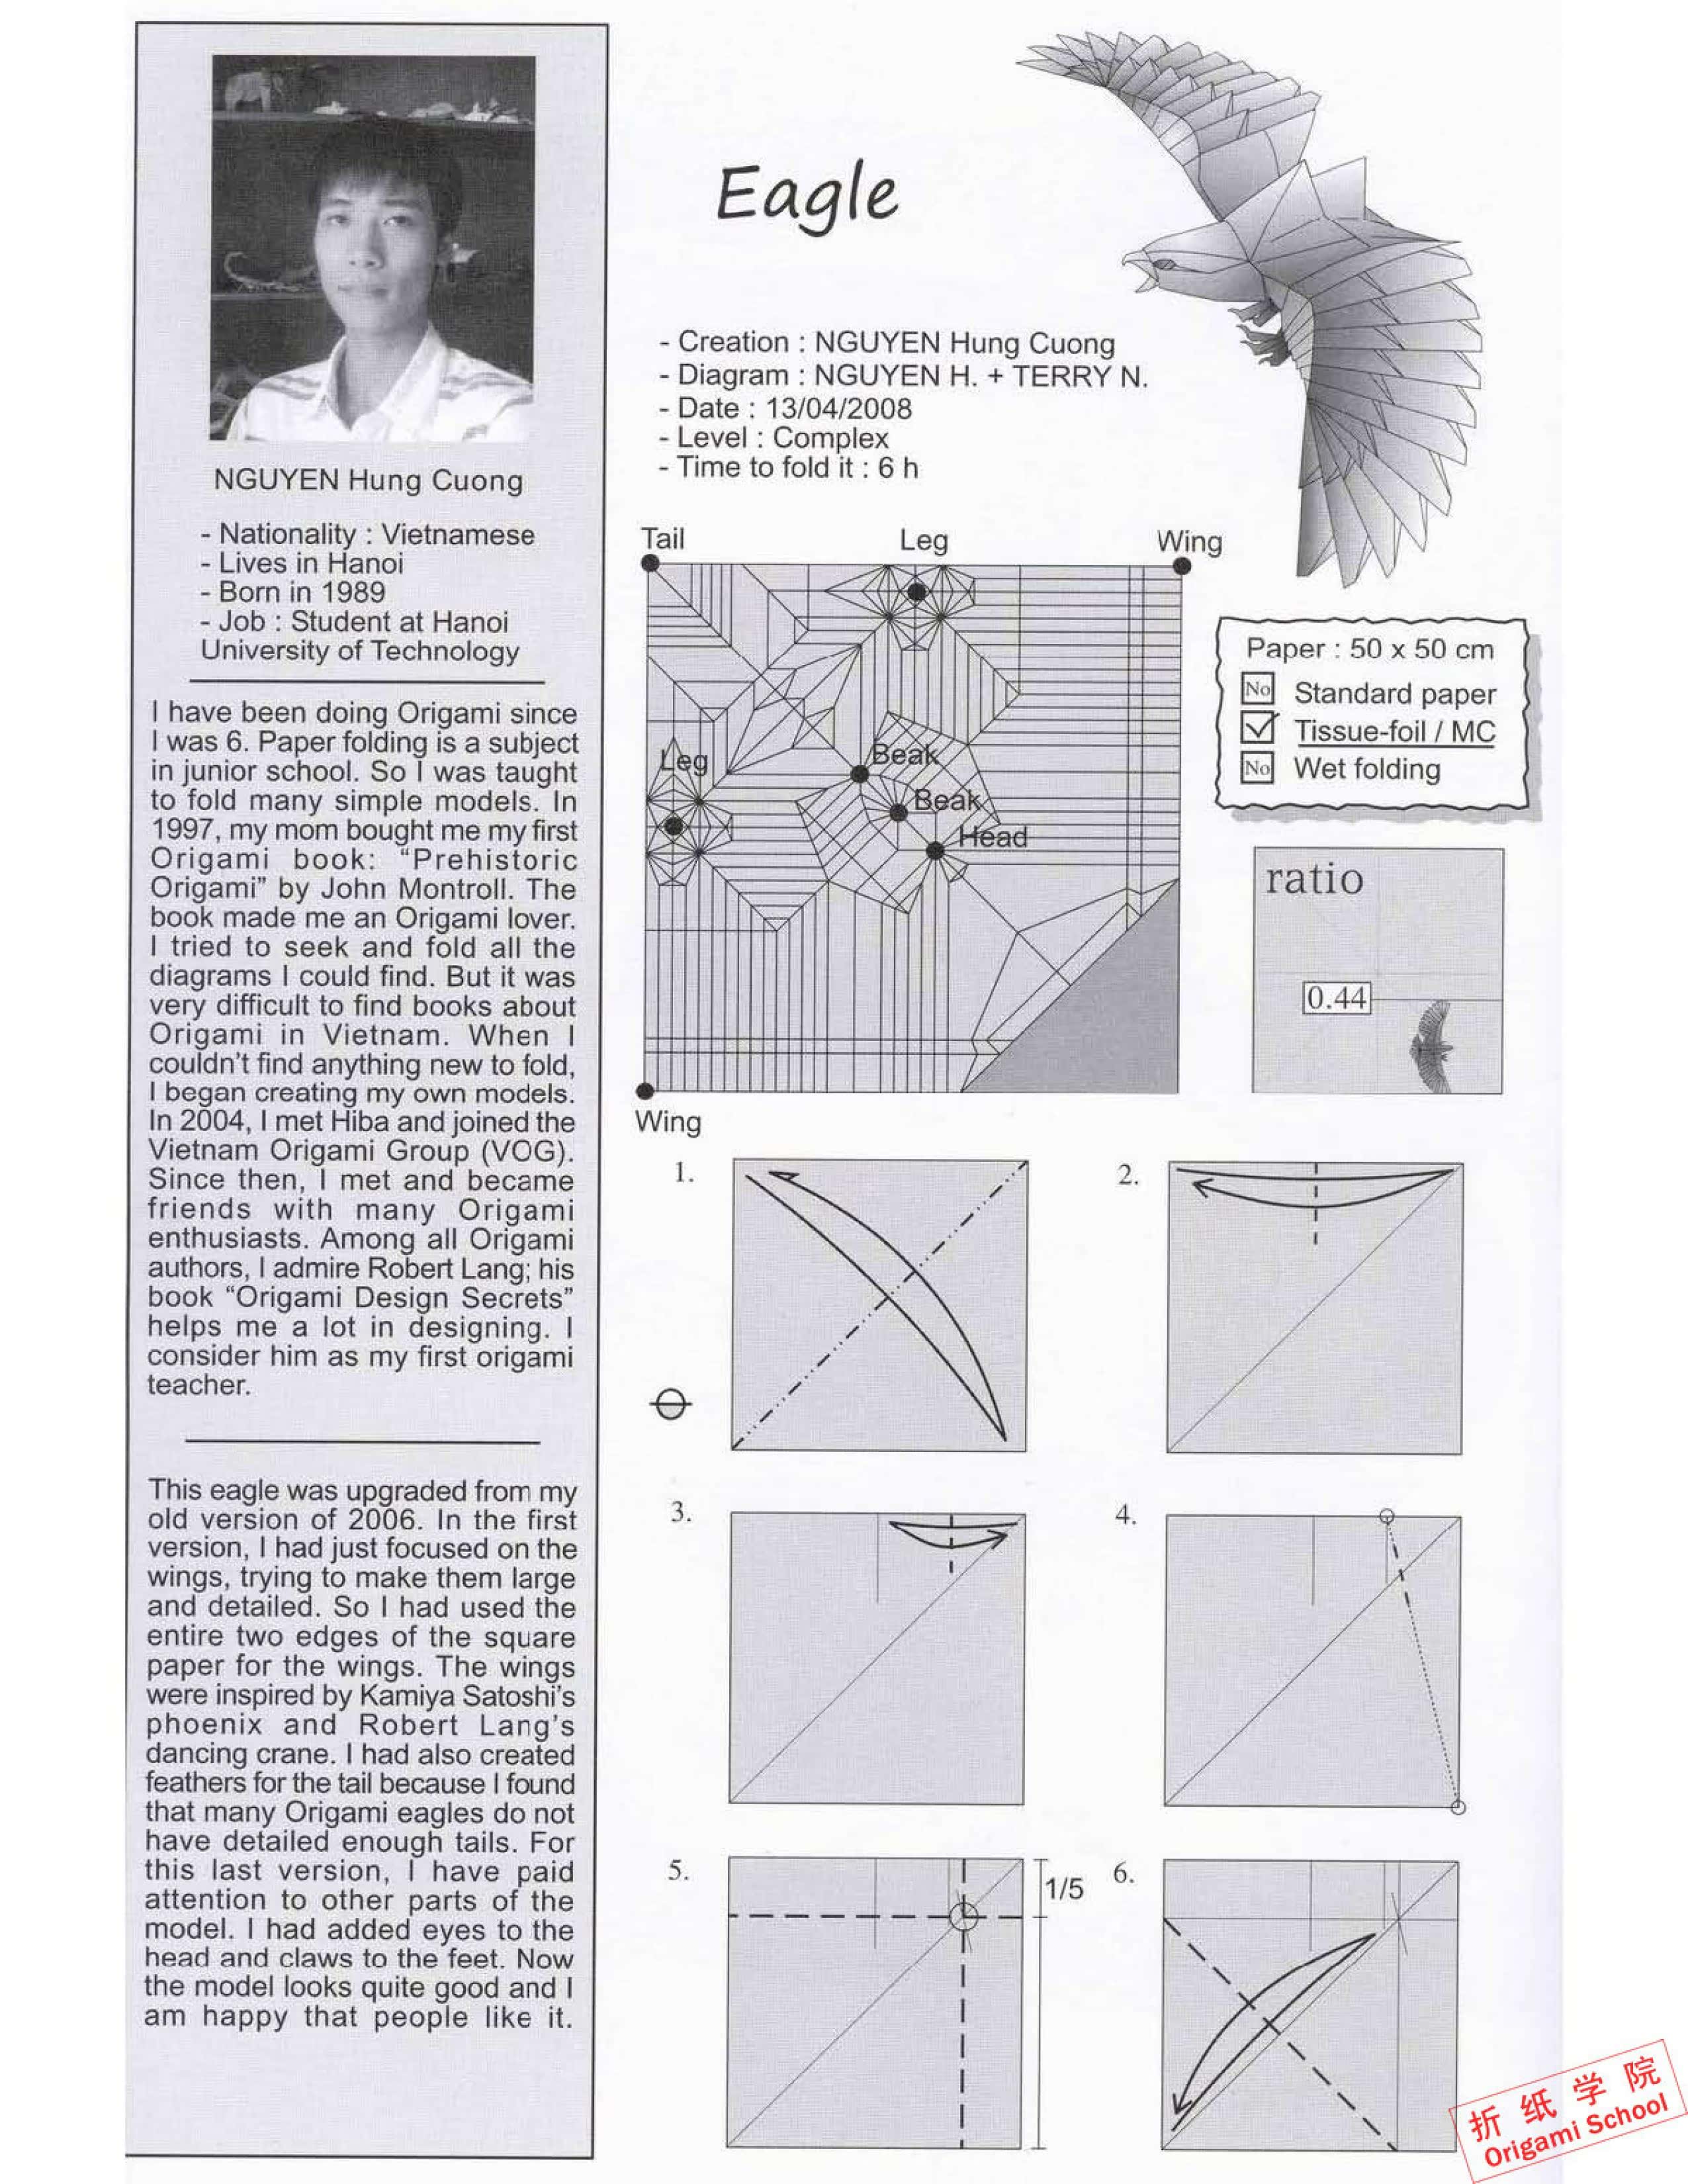 NGUYEN Hung Cuong
- Nationality : Vietnamese
- Lives in Hanoi
- Born in 1989
- Job : Student at Hanoi
University of Technology
I have been doing Origami since
I was 6. Paper folding is a subject
in junior school. So I was taught
to fold many simple models. In
1997, my mom bought me my first
Origami book: “Prehistoric
Origami” by John Montroll. The
book made me an Origami lover.
I tried to seek and fold all the
diagrams I could find. But it was
very difficult to find books about
Origami in Vietnam. When I
couldn’t find anything new to fold,
I began creating my own models.
In 2004, I met Hiba and joined the
Vietnam Origami Group (VOG).
Since then, I met and became
friends with many Origami
enthusiasts. Among all Origami
authors, I admire Robert Lang; his
book “Origami Design Secrets”
helps me a lot in designing. I
consider him as my first origami
teacher.
This eagle was upgraded from my
old version of 2006. In the first
version, I had just focused on the
wings, trying to make them large
and detailed. So I had used the
entire two edges of the square
paper for the wings. The wings
were inspired by Kamiya Satoshi’s
phoenix and Robert Lang’s
dancing crane. I had also created
feathers for the tail because I found
that many Origami eagles do not
have detailed enough tails. For
this last version, I have paid
attention to other parts of the
model. I had added eyes to the
head and claws to the feet. Now
the model looks quite good and I
am happy that people like it.
Eagle
- Creation : NGUYEN Hung Cuong
- Diagram : NGUYEN H. + TERRY N.
- Date : 13/04/2008
- Level : Complex
- Time to fold it : 6 h
Tail
Leg
Wing
Leg
Beak
Beak
Head
Wing
Paper : 50 x 50 cm
No Standard paper
Tissue-foil / MC
No Wet folding
ratio
0.44
1.
2.
3.
4.
5.
1/5
6.
折纸学院
Origami School